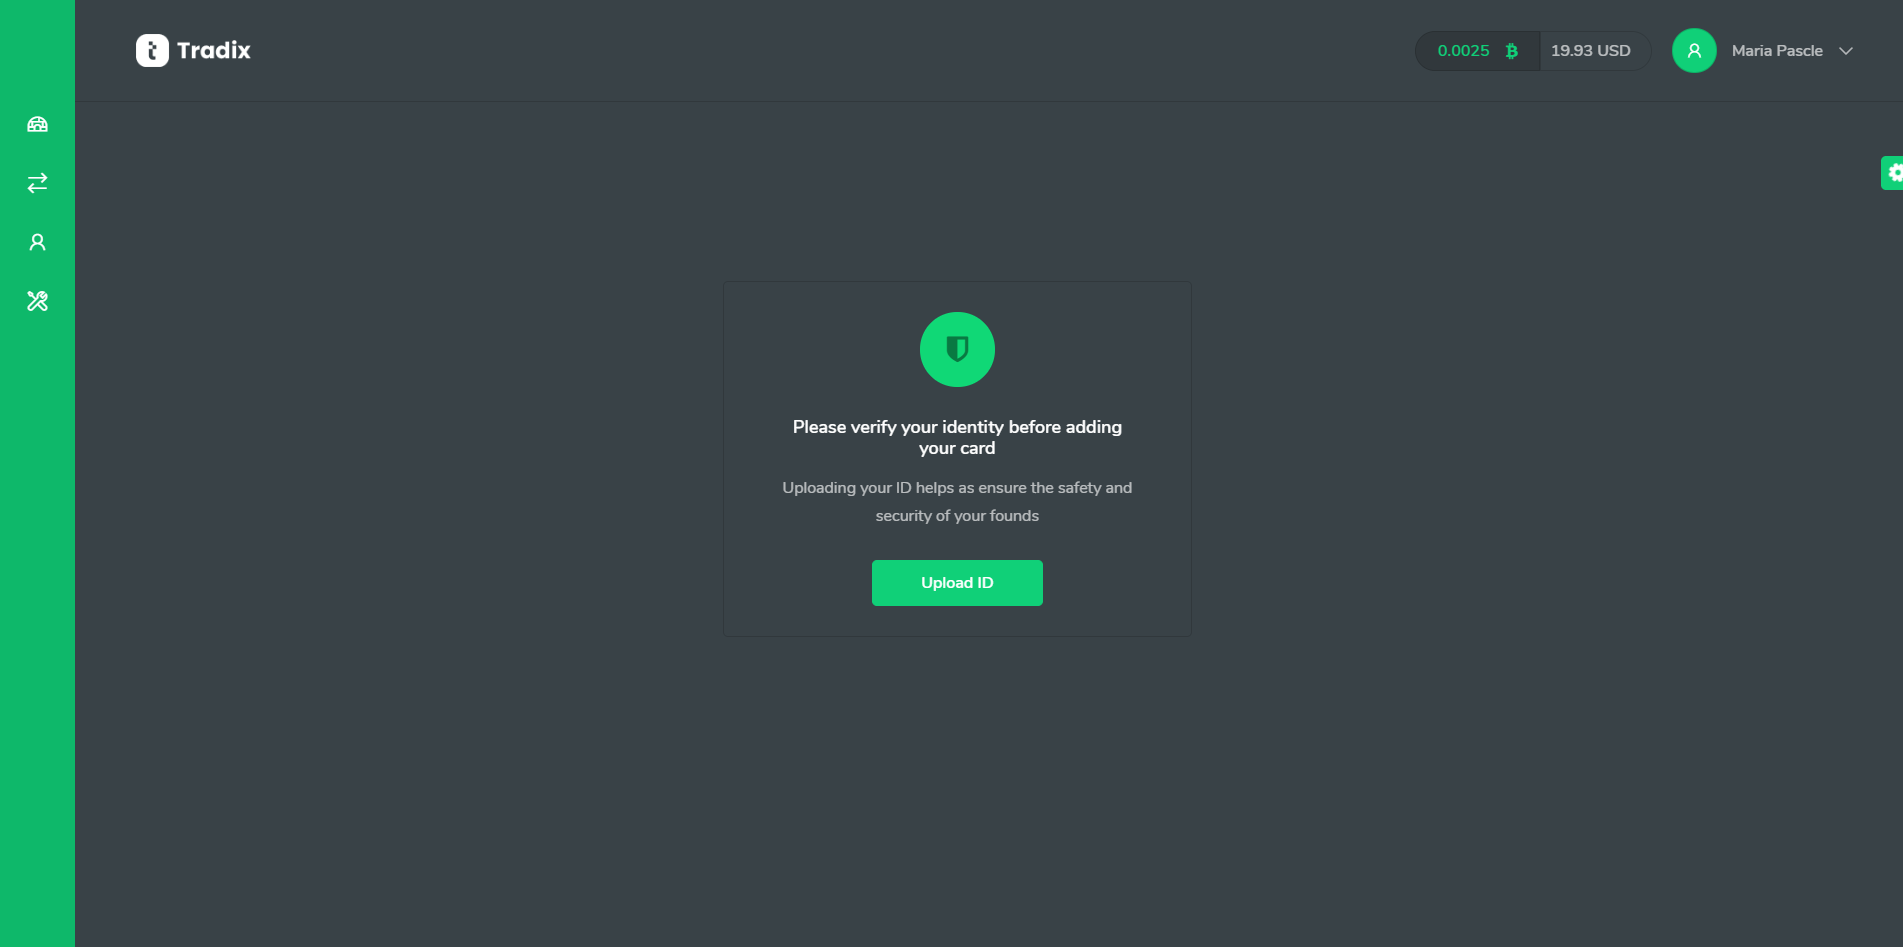 Tradix
0.0025 19.93 USD Maria Pascle
Please verify your identity before adding
your card
Uploading your ID helps as ensure the safety and
security of your founds
Upload ID